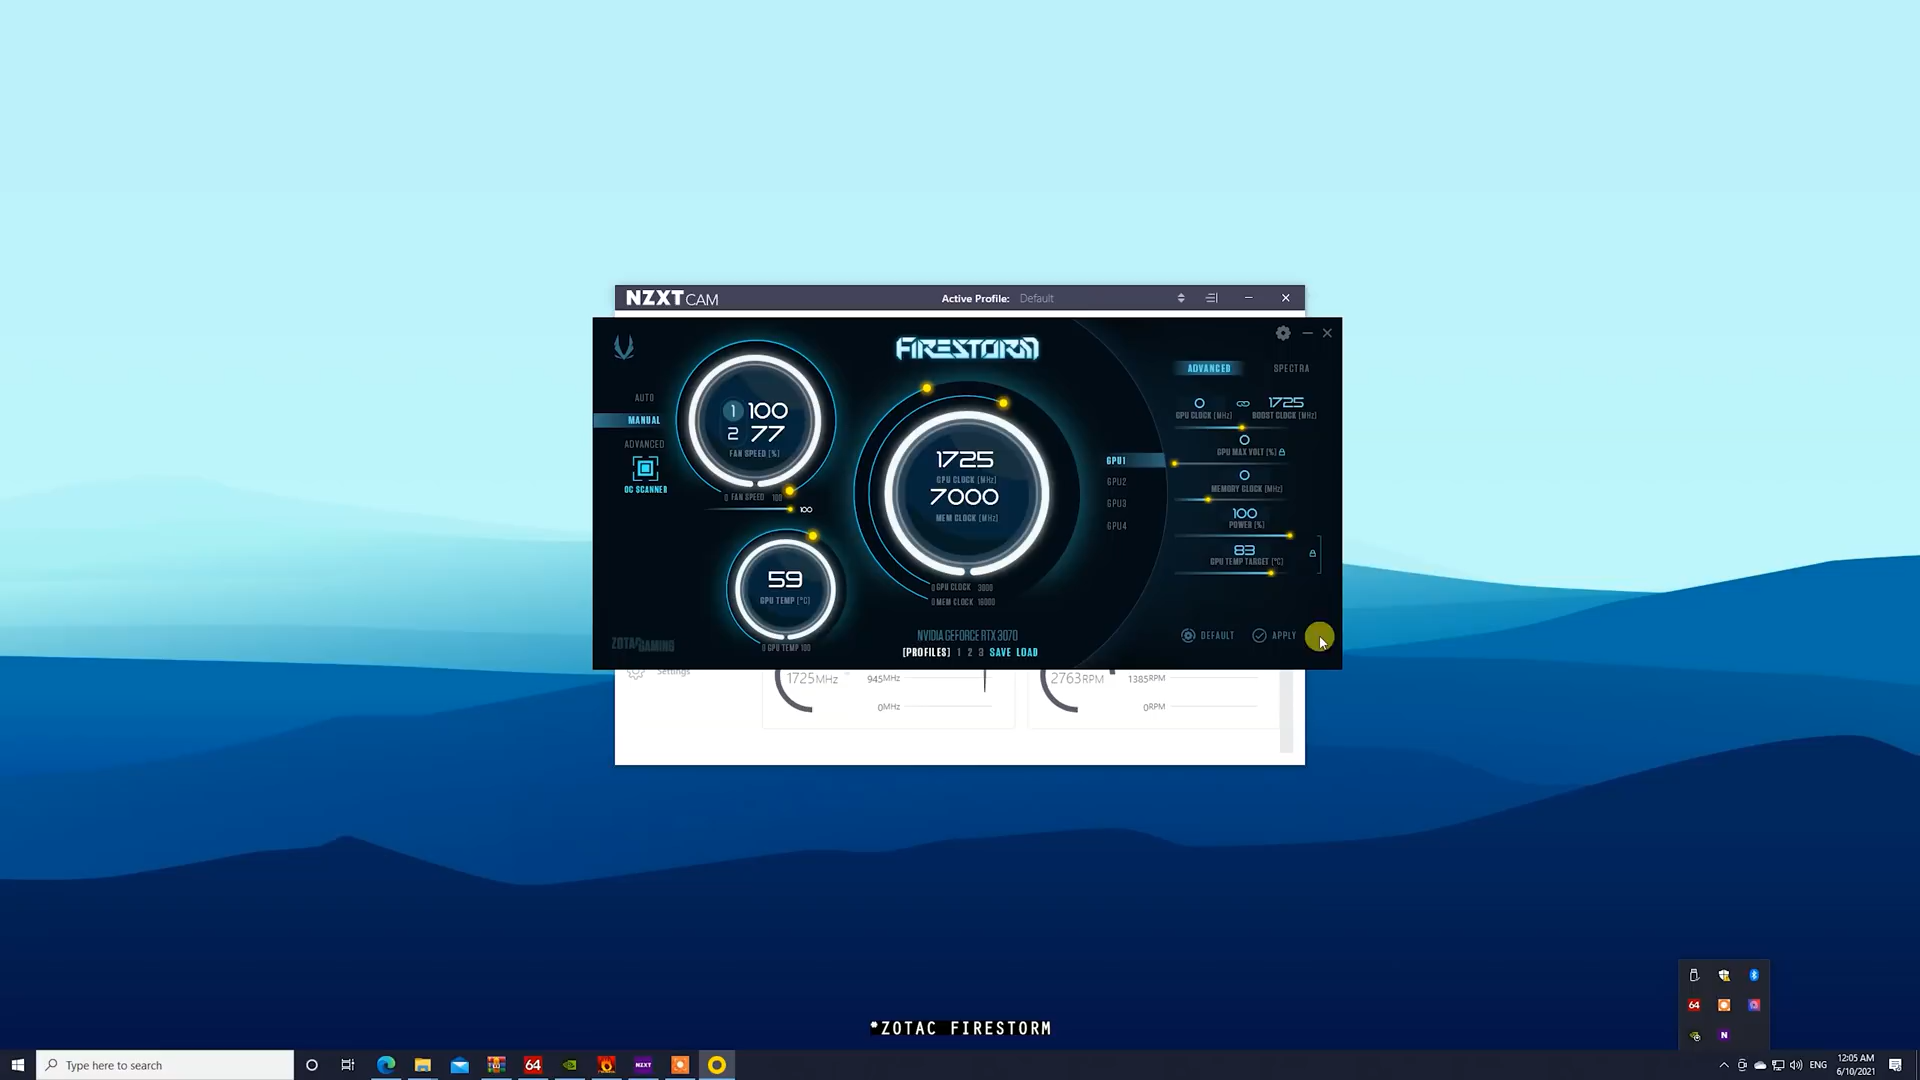 NZXT CAM
Active Profile: Default
FIRESTORM
ADVANCED
SPECTRA
AUTO
MANUAL
ADVANCED
OC SCANNER
1 100
2 77
FAN SPEED [%]
0 FAN SPEED 100
100
59
GPU TEMP [°C]
0 GPU TEMP 100
1725
GPU CLOCK [MHz]
7000
MEM CLOCK [MHz]
0 GPU CLOCK 3000
0 MEM CLOCK 16000
NVIDIA GEFORCE RTX 3070
[PROFILES] 1 2 3 SAVE LOAD
GPU1
GPU2
GPU3
GPU4
0
GPU CLOCK [MHz]
1725
BOOST CLOCK [MHz]
0
GPU MAX VOLT [%]
0
MEMORY CLOCK [MHz]
100
POWER [%]
83
GPU TEMP TARGET [°C]
DEFAULT
APPLY
ZOTAC GAMING
Settings
1725MHz
945MHz
0MHz
2763RPM
1385RPM
0RPM
64
N
*ZOTAC FIRESTORM
Type here to search
64
NZXT
ENG
12:05 AM
6/10/2021